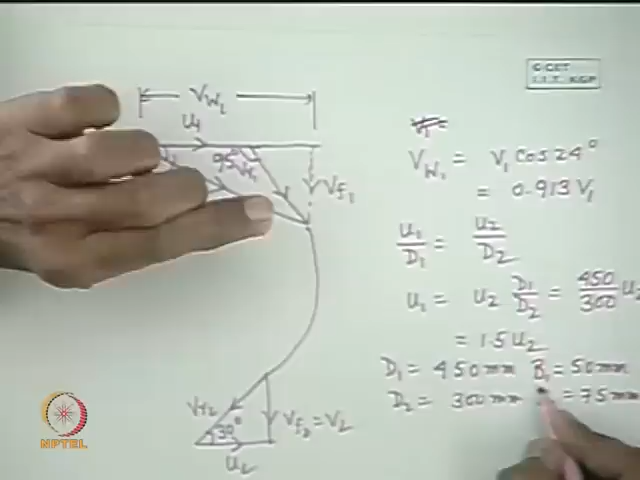 © CET
I.I.T. KGP
V_W1
u1
95° V_r1
V_f1
V_W1 = V1 Cos 24°
= 0.913 V1
u1/D1 = u2/D2
u1 = u2 D1/D2 = 450/300 u2
= 1.5 u2
D1 = 450 mm B1 = 50 mm
D2 = 300 mm = 75 mm
V_r2
30°
V_f2 = V2
u2
NPTEL